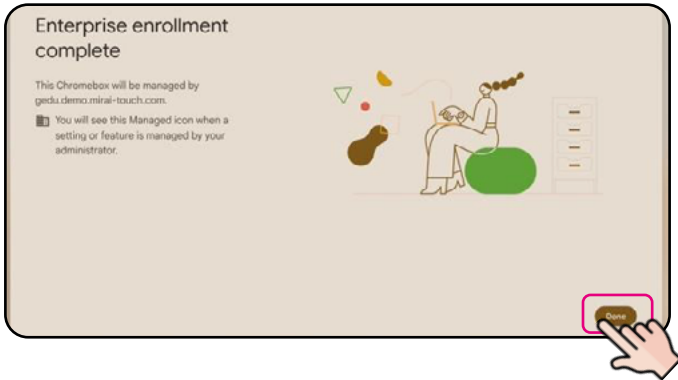 Enterprise enrollment
complete
This Chromebox will be managed by
gedu.demo.mirai-touch.com.
You will see this Managed icon when a
setting or feature is managed by your
administrator.
Done